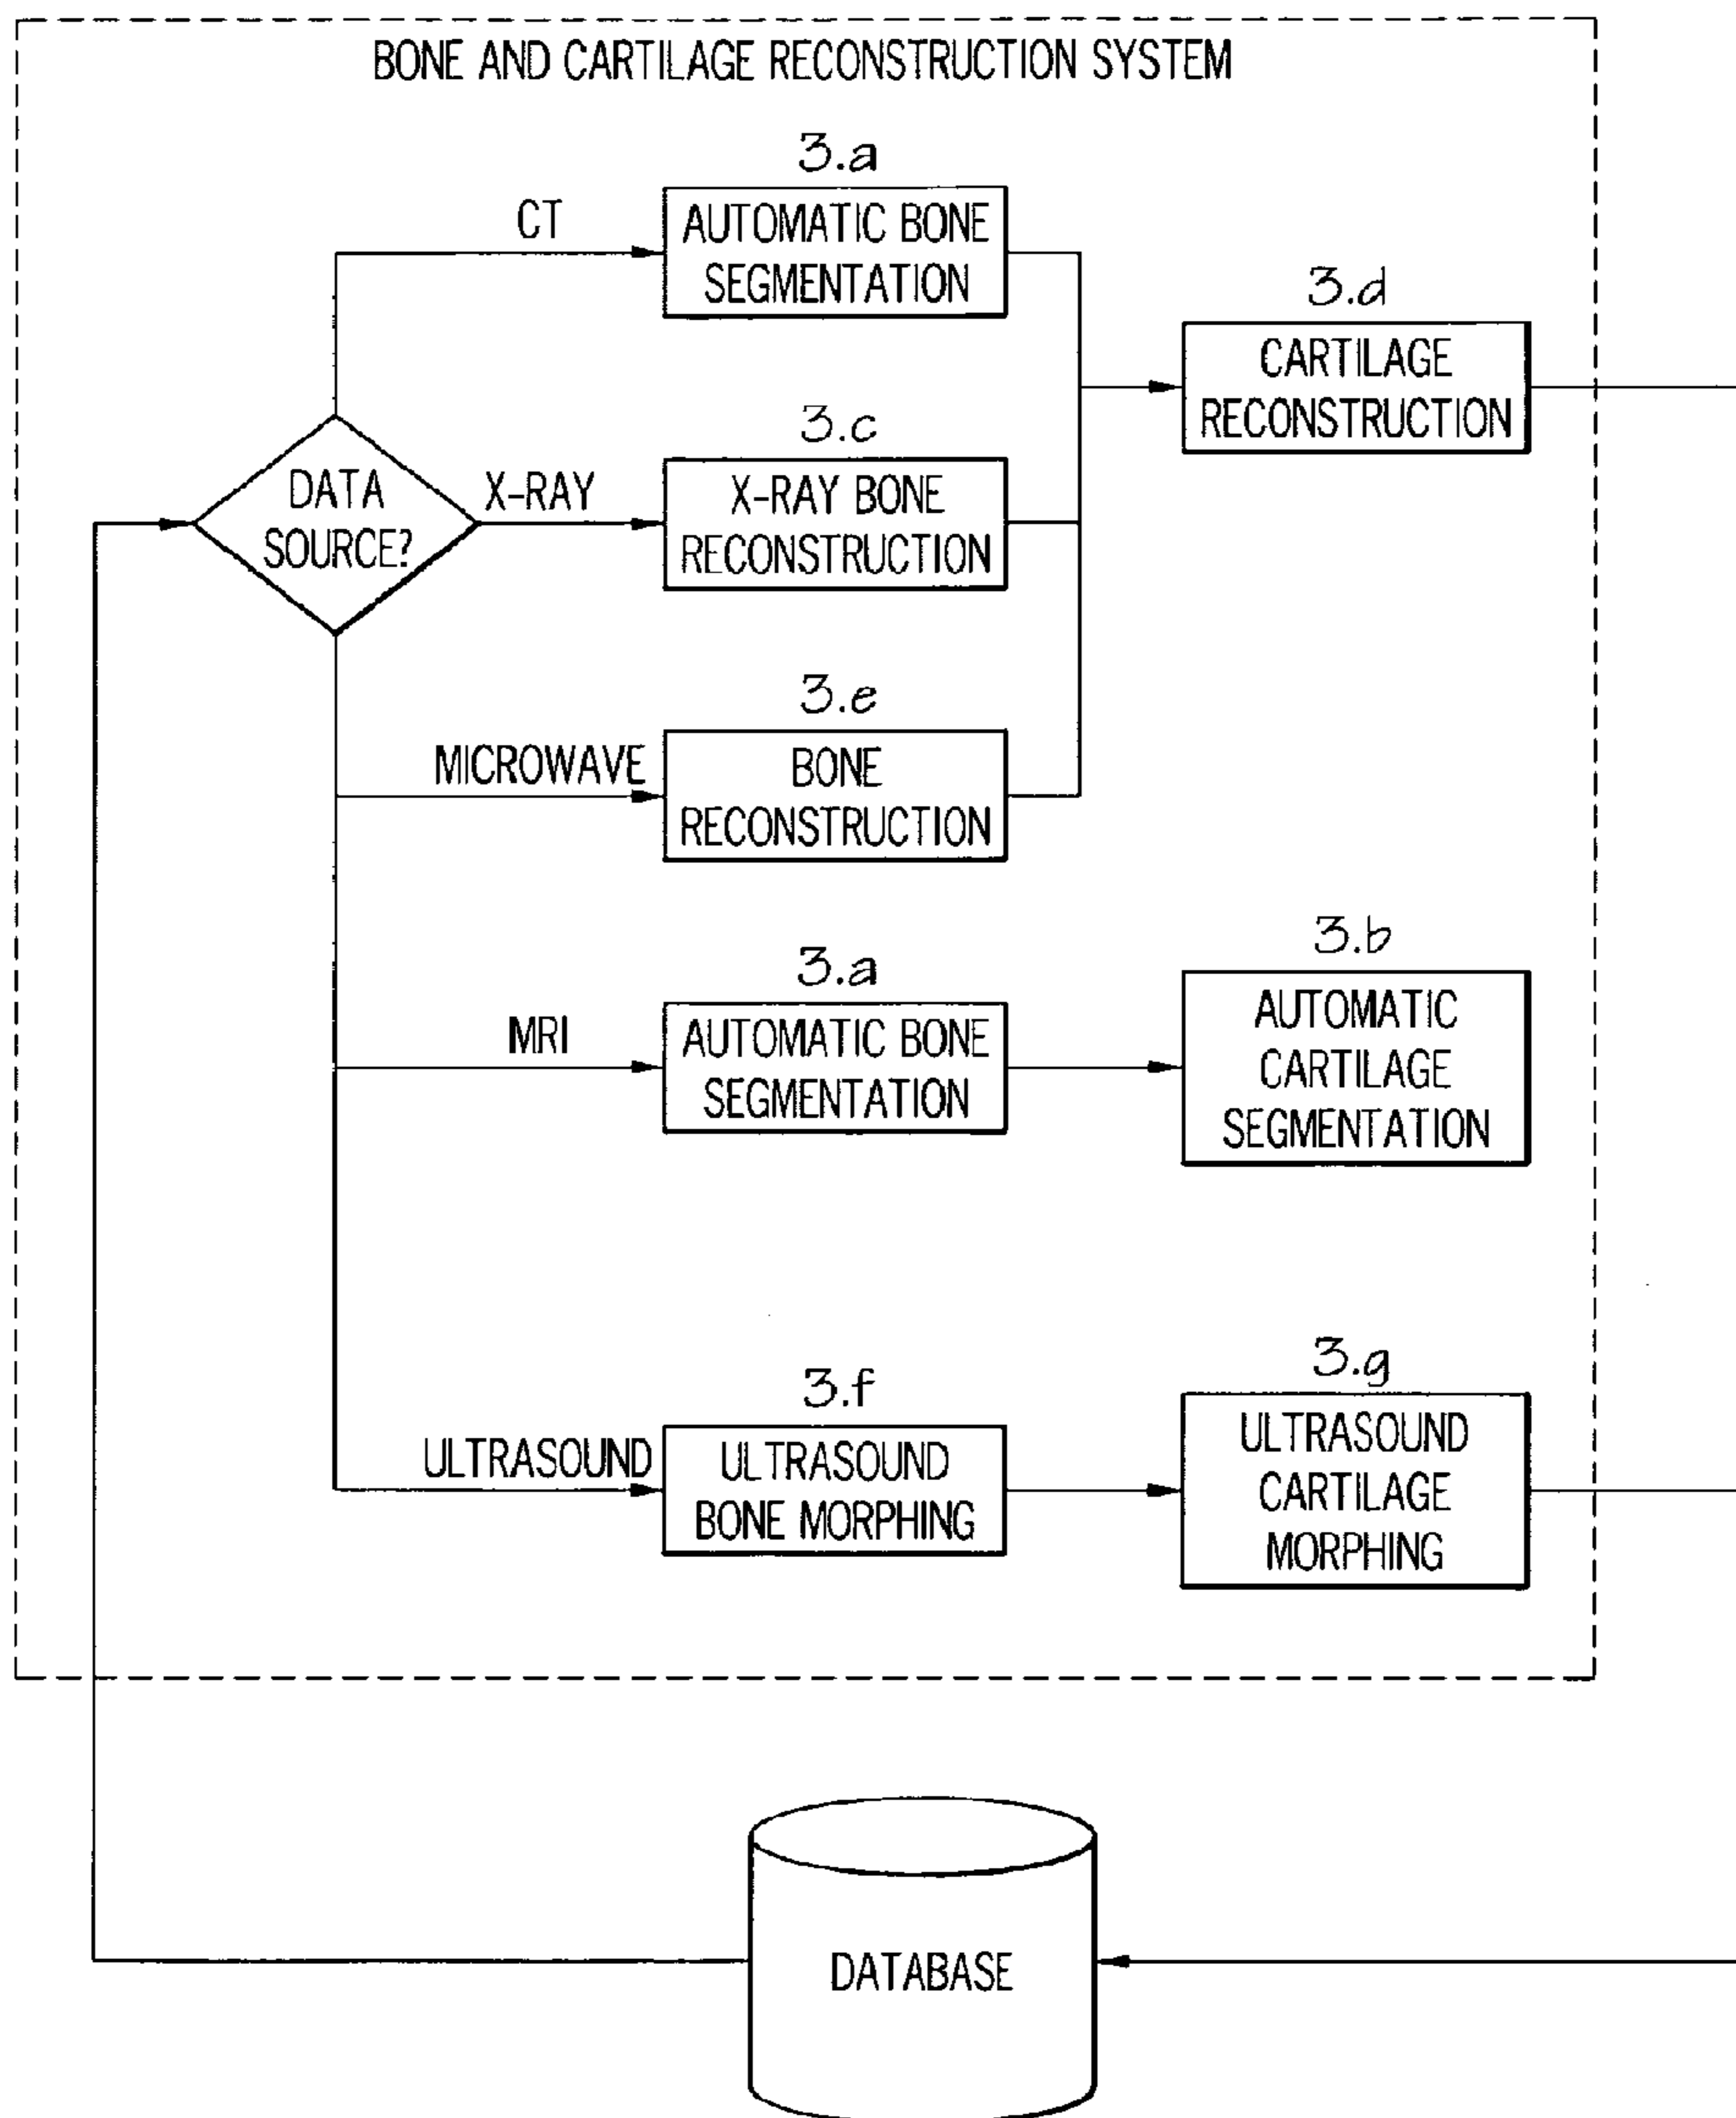 BONE AND CARTILAGE RECONSTRUCTION SYSTEM
3.a
CT
AUTOMATIC BONE
SEGMENTATION
3.d
CARTILAGE
RECONSTRUCTION
3.c
DATA
SOURCE?
X-RAY
X-RAY BONE
RECONSTRUCTION
3.e
MICROWAVE
BONE
RECONSTRUCTION
3.a
MRI
AUTOMATIC BONE
SEGMENTATION
3.b
AUTOMATIC
CARTILAGE
SEGMENTATION
3.f
ULTRASOUND
ULTRASOUND
BONE MORPHING
3.g
ULTRASOUND
CARTILAGE
MORPHING
DATABASE